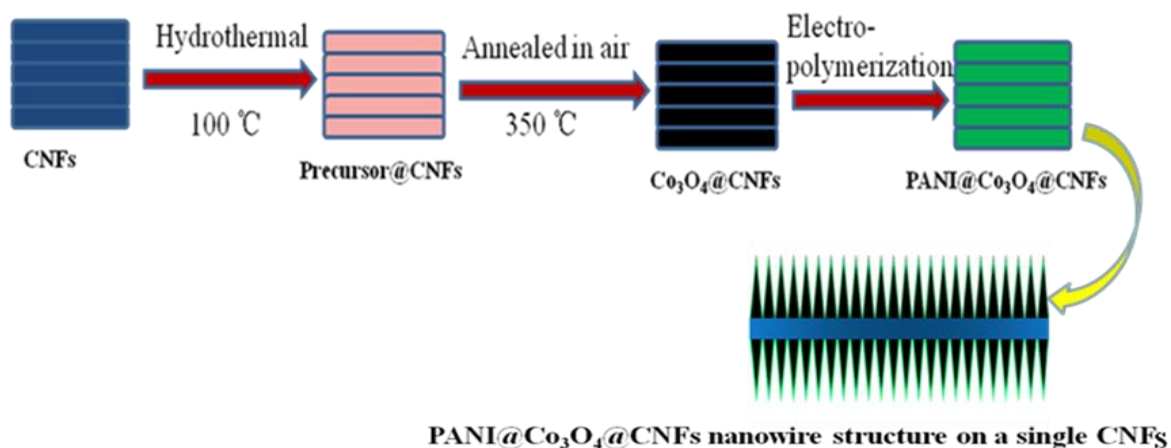 Hydrothermal
100 ℃
Annealed in air
350 ℃
Electro-
polymerization
CNFs
Precursor@CNFs
Co₃O₄@CNFs
PANI@Co₃O₄@CNFs
PANI@Co₃O₄@CNFs nanowire structure on a single CNFs